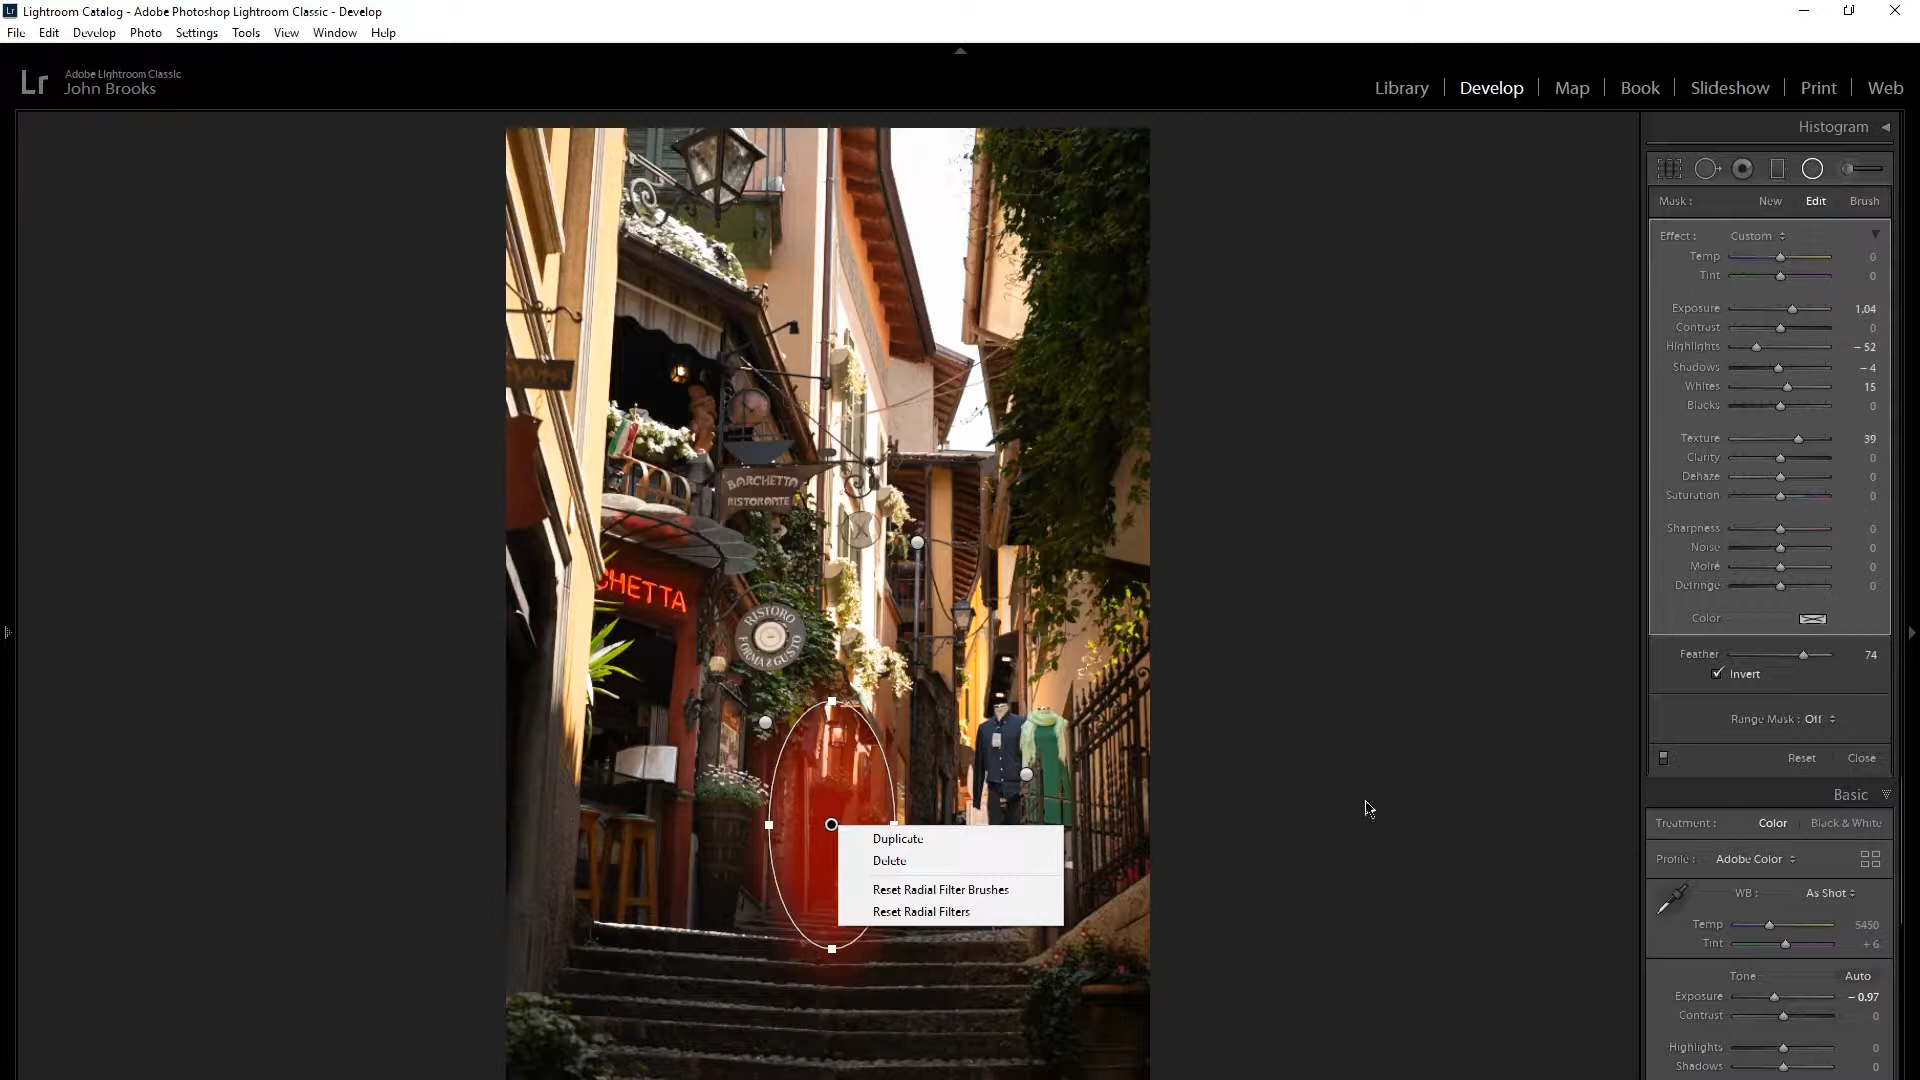 Lr Lightroom Catalog - Adobe Photoshop Lightroom Classic - Develop
File Edit Develop Photo Settings Tools View Window Help
Lr
Adobe Lightroom Classic
John Brooks
Library Develop Map Book Slideshow Print Web
Histogram
Mask : New Edit Brush
Effect : Custom
Temp 0
Tint 0
Exposure 1.04
Contrast 0
Highlights – 52
Shadows – 4
Whites 15
Blacks 0
Texture 39
Clarity 0
Dehaze 0
Saturation 0
Sharpness 0
Noise 0
Moiré 0
Defringe 0
Color
Feather 74
Invert
Range Mask : Off
Reset Close
Basic
Treatment : Color Black & White
Profile : Adobe Color
WB : As Shot
Temp 5450
Tint + 6
Tone Auto
Exposure – 0.97
Contrast 0
Highlights 0
Shadows 0
BARCHETTA
RISTORANTE
CHETTA
RISTORO
FORMA & GUSTO
Duplicate
Delete
Reset Radial Filter Brushes
Reset Radial Filters